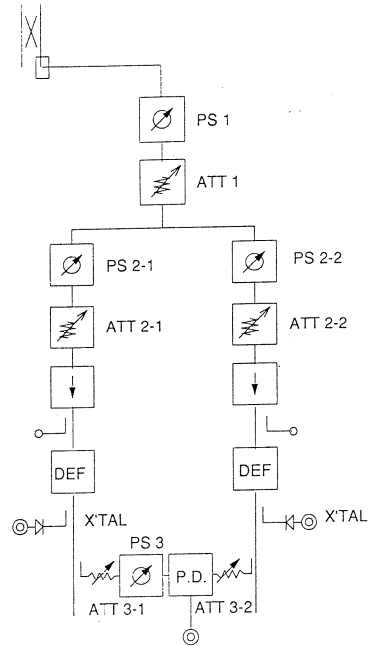 PS 1
ATT 1
PS 2-1
PS 2-2
ATT 2-1
ATT 2-2
DEF
DEF
X'TAL
X'TAL
PS 3
P.D.
ATT 3-1
ATT 3-2